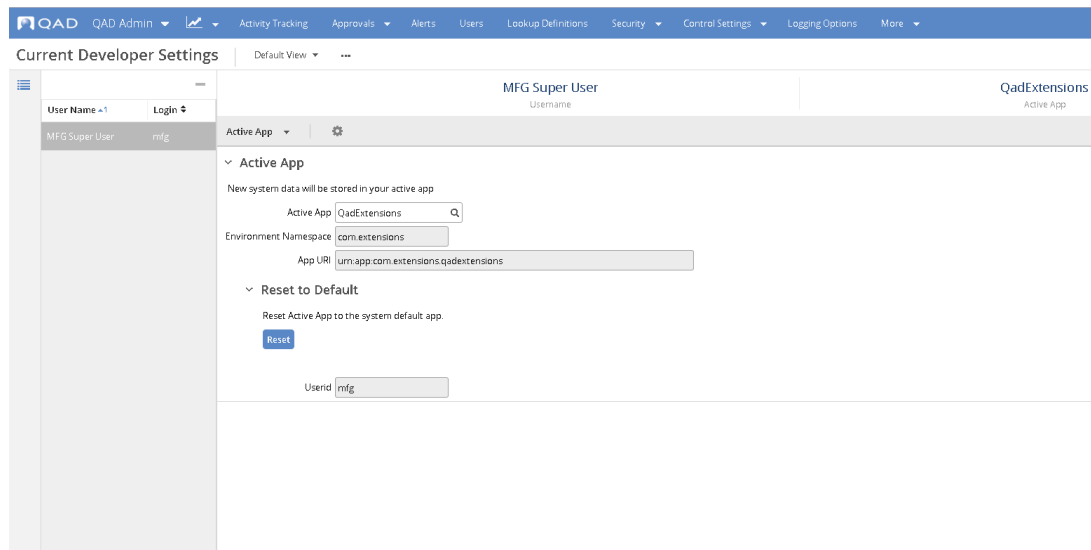 QAD QAD Admin Activity Tracking Approvals Alerts Users Lookup Definitions Security Control Settings Logging Options More
Current Developer Settings Default View ...
MFG Super User QadExtensions
Username Active App
User Name 1 Login
MFG Super User mfg
Active App
Active App
New system data will be stored in your active app
Active App QadExtensions
Environment Namespace com.extensions
App URI urn:app:com.extensions.qadextensions
Reset to Default
Reset Active App to the system default app.
Reset
Userid mfg